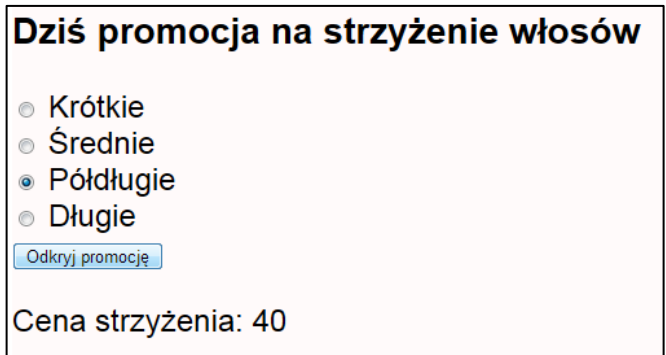 Dziś promocja na strzyżenie włosów
Krótkie
Średnie
Półdługie
Długie
Odkryj promocję
Cena strzyżenia: 40